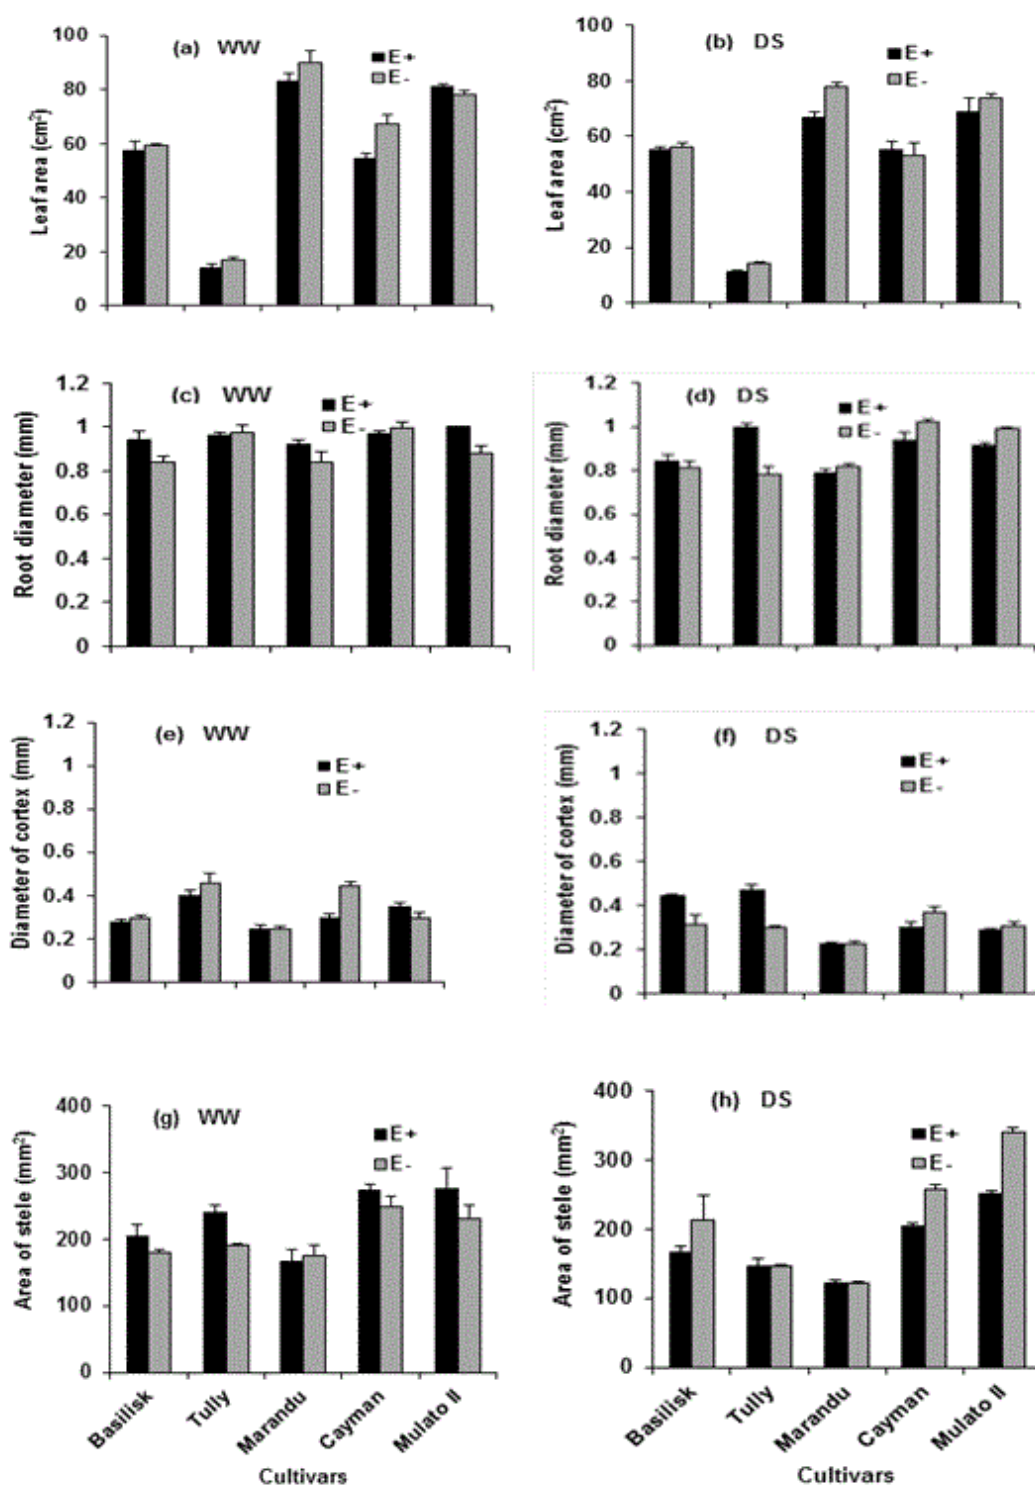 (a) WW
E+
E-
100
80
60
40
20
0
Leaf area (cm²)
(b) DS
E+
E-
100
80
60
40
20
0
Leaf area (cm²)
(c) WW
E+
E-
1.2
1
0.8
0.6
0.4
0.2
0
Root diameter (mm)
(d) DS
E+
E-
1.2
1
0.8
0.6
0.4
0.2
0
Root diameter (mm)
(e) WW
E+
E-
1.2
1
0.8
0.6
0.4
0.2
0
Diameter of cortex (mm)
(f) DS
E+
E-
1.2
1
0.8
0.6
0.4
0.2
0
Diameter of cortex (mm)
(g) WW
E+
E-
400
300
200
100
0
Area of stele (mm²)
Basilisk
Tully
Marandu
Cayman
Mulato II
Cultivars
(h) DS
E+
E-
400
300
200
100
0
Area of stele (mm²)
Basilisk
Tully
Marandu
Cayman
Mulato II
Cultivars